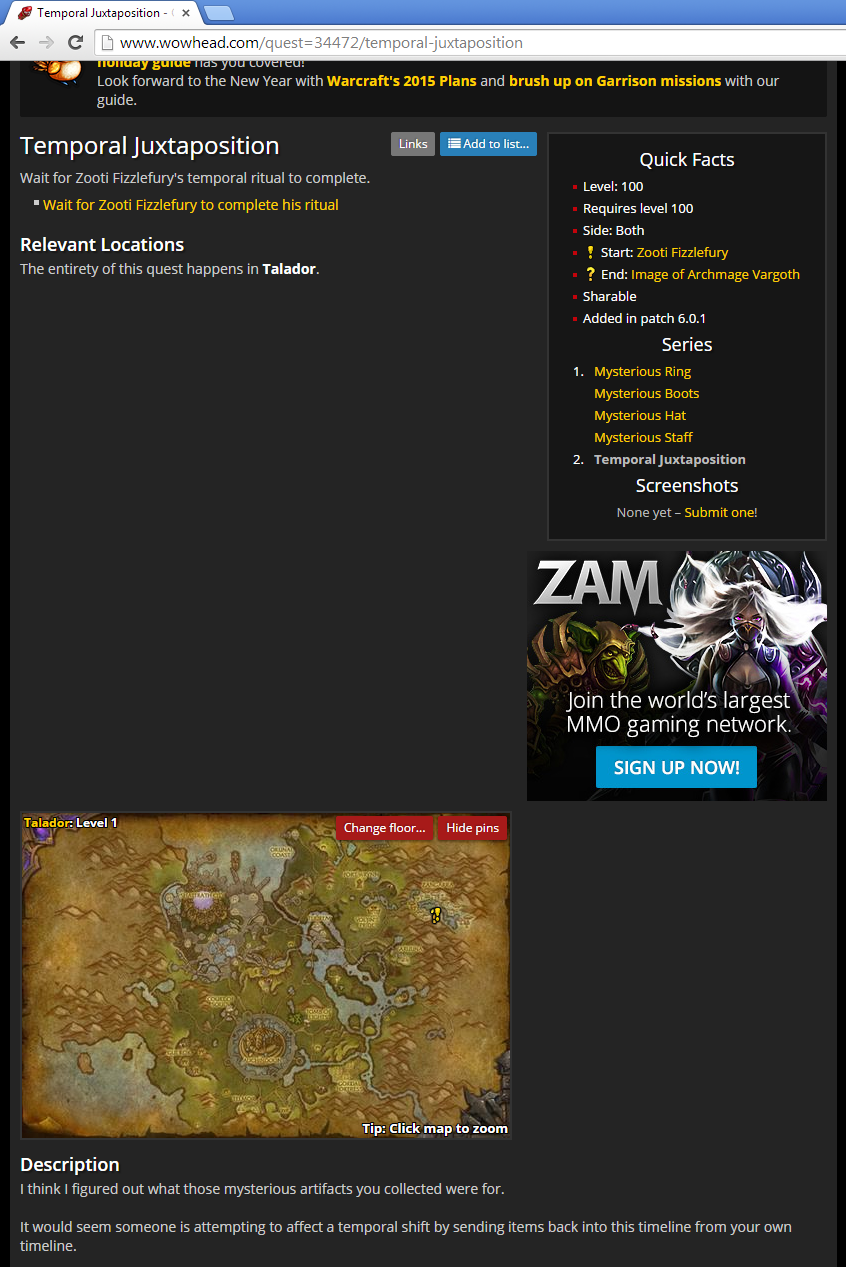 Temporal Juxtaposition -
www.wowhead.com/quest=34472/temporal-juxtaposition
holiday guide has you covered!
Look forward to the New Year with Warcraft's 2015 Plans and brush up on Garrison missions with our
guide.
Temporal Juxtaposition
Links
Add to list...
Wait for Zooti Fizzlefury's temporal ritual to complete.
Wait for Zooti Fizzlefury to complete his ritual
Relevant Locations
The entirety of this quest happens in Talador.
Quick Facts
Level: 100
Requires level 100
Side: Both
! Start: Zooti Fizzlefury
? End: Image of Archmage Vargoth
Sharable
Added in patch 6.0.1
Series
1. Mysterious Ring
Mysterious Boots
Mysterious Hat
Mysterious Staff
2. Temporal Juxtaposition
Screenshots
None yet – Submit one!
ZAM
Join the world's largest
MMO gaming network.
SIGN UP NOW!
Talador: Level 1
Change floor...
Hide pins
Tip: Click map to zoom
Description
I think I figured out what those mysterious artifacts you collected were for.
It would seem someone is attempting to affect a temporal shift by sending items back into this timeline from your own
timeline.